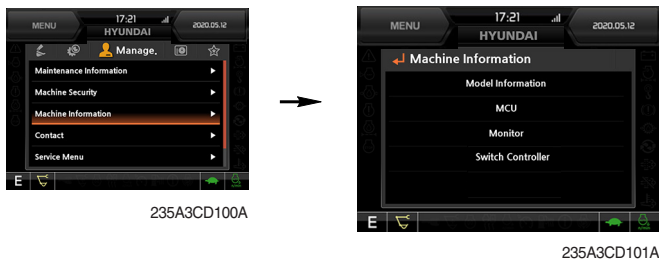 MENU
17:21
2020.05.12
HYUNDAI
Manage.
Maintenance Information
Machine Security
Machine Information
Contact
Service Menu
E
235A3CD100A
MENU
17:21
2020.05.12
HYUNDAI
Machine Information
Model Information
MCU
Monitor
Switch Controller
E
235A3CD101A